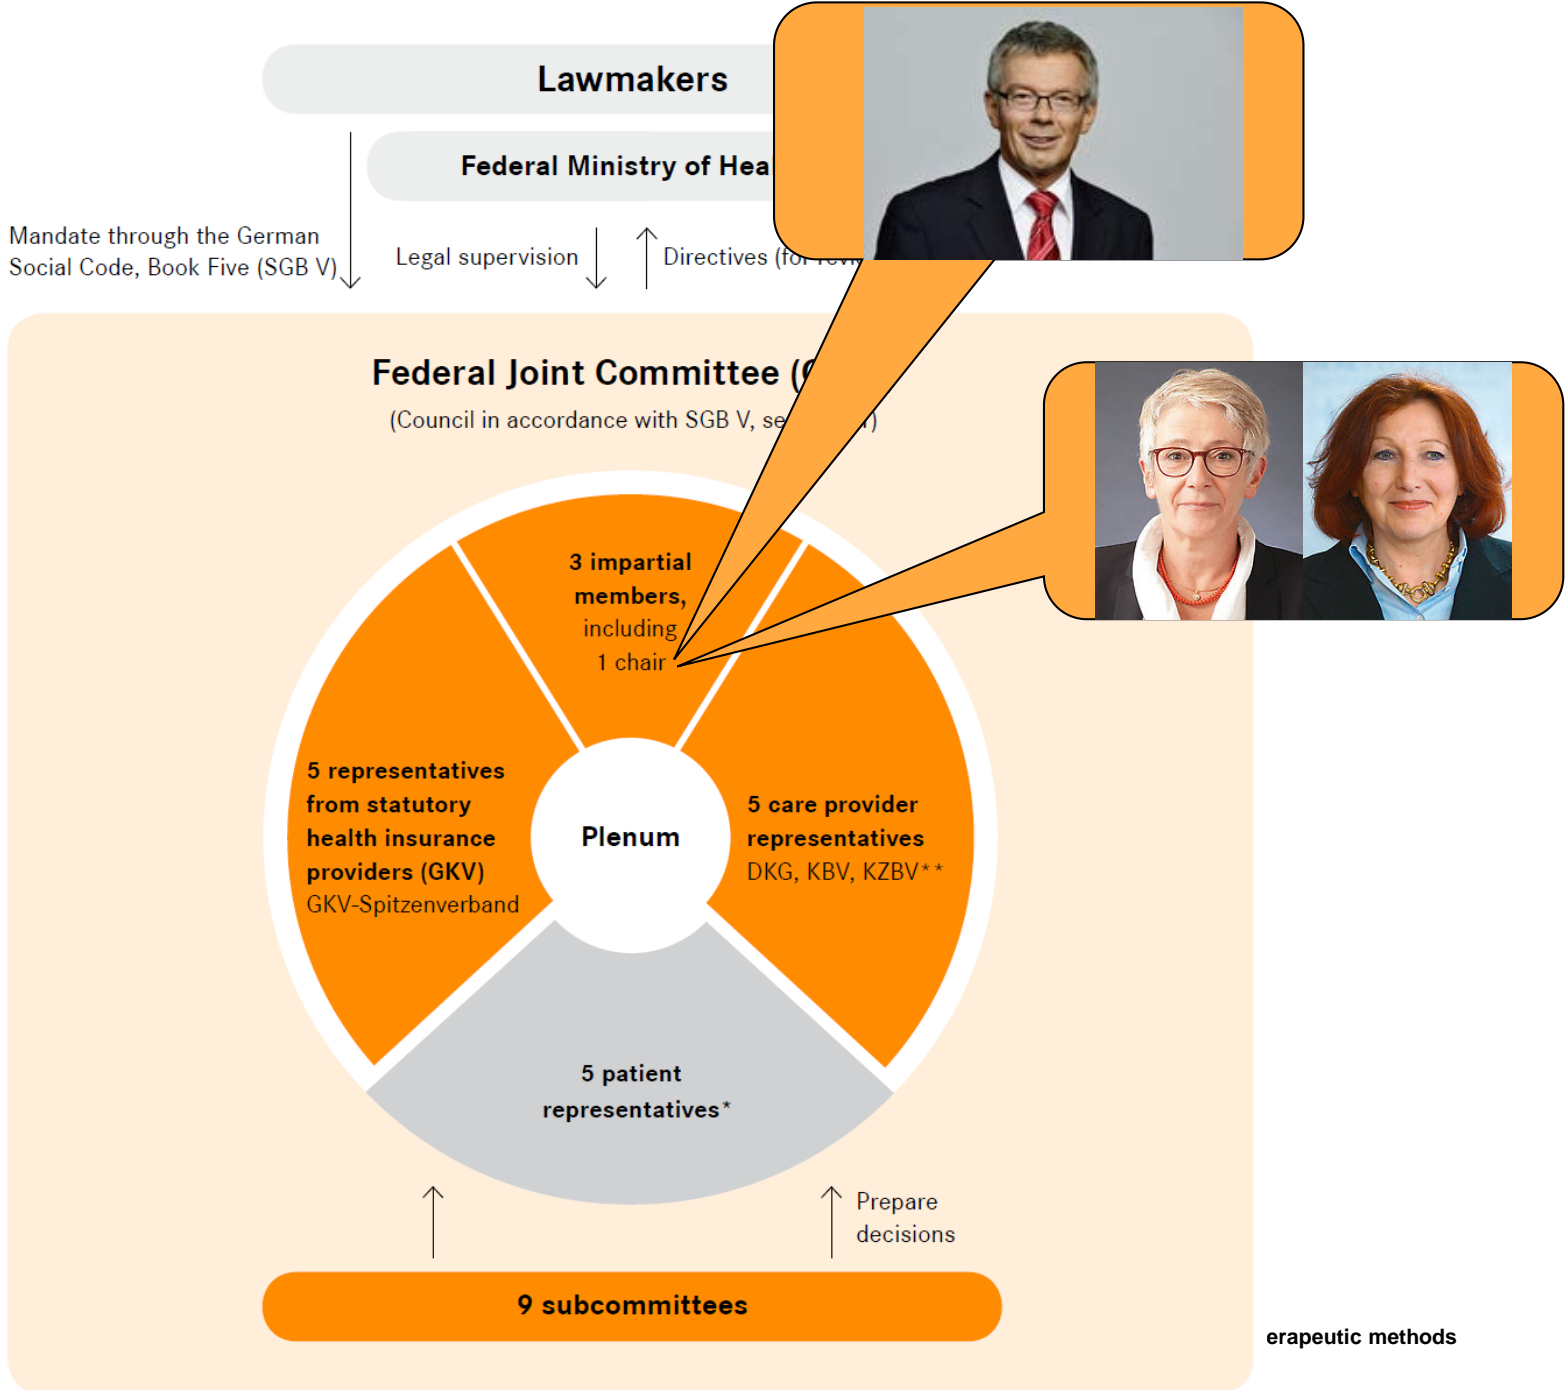 Lawmakers
Federal Ministry of
Mandate through the German
Social Code, Book Five (SGB V)
Legal supervision
Directives
Federal Joint Committee
(Council in accordance with SGB V,
3 impartial
members,
including
1 chair
5 representatives
from statutory
health insurance
providers (GKV)
GKV-Spitzenverband
Plenum
5 care provider
representatives
DKG, KBV, KZBV**
5 patient
representatives*
Prepare
decisions
9 subcommittees
erapeutic methods